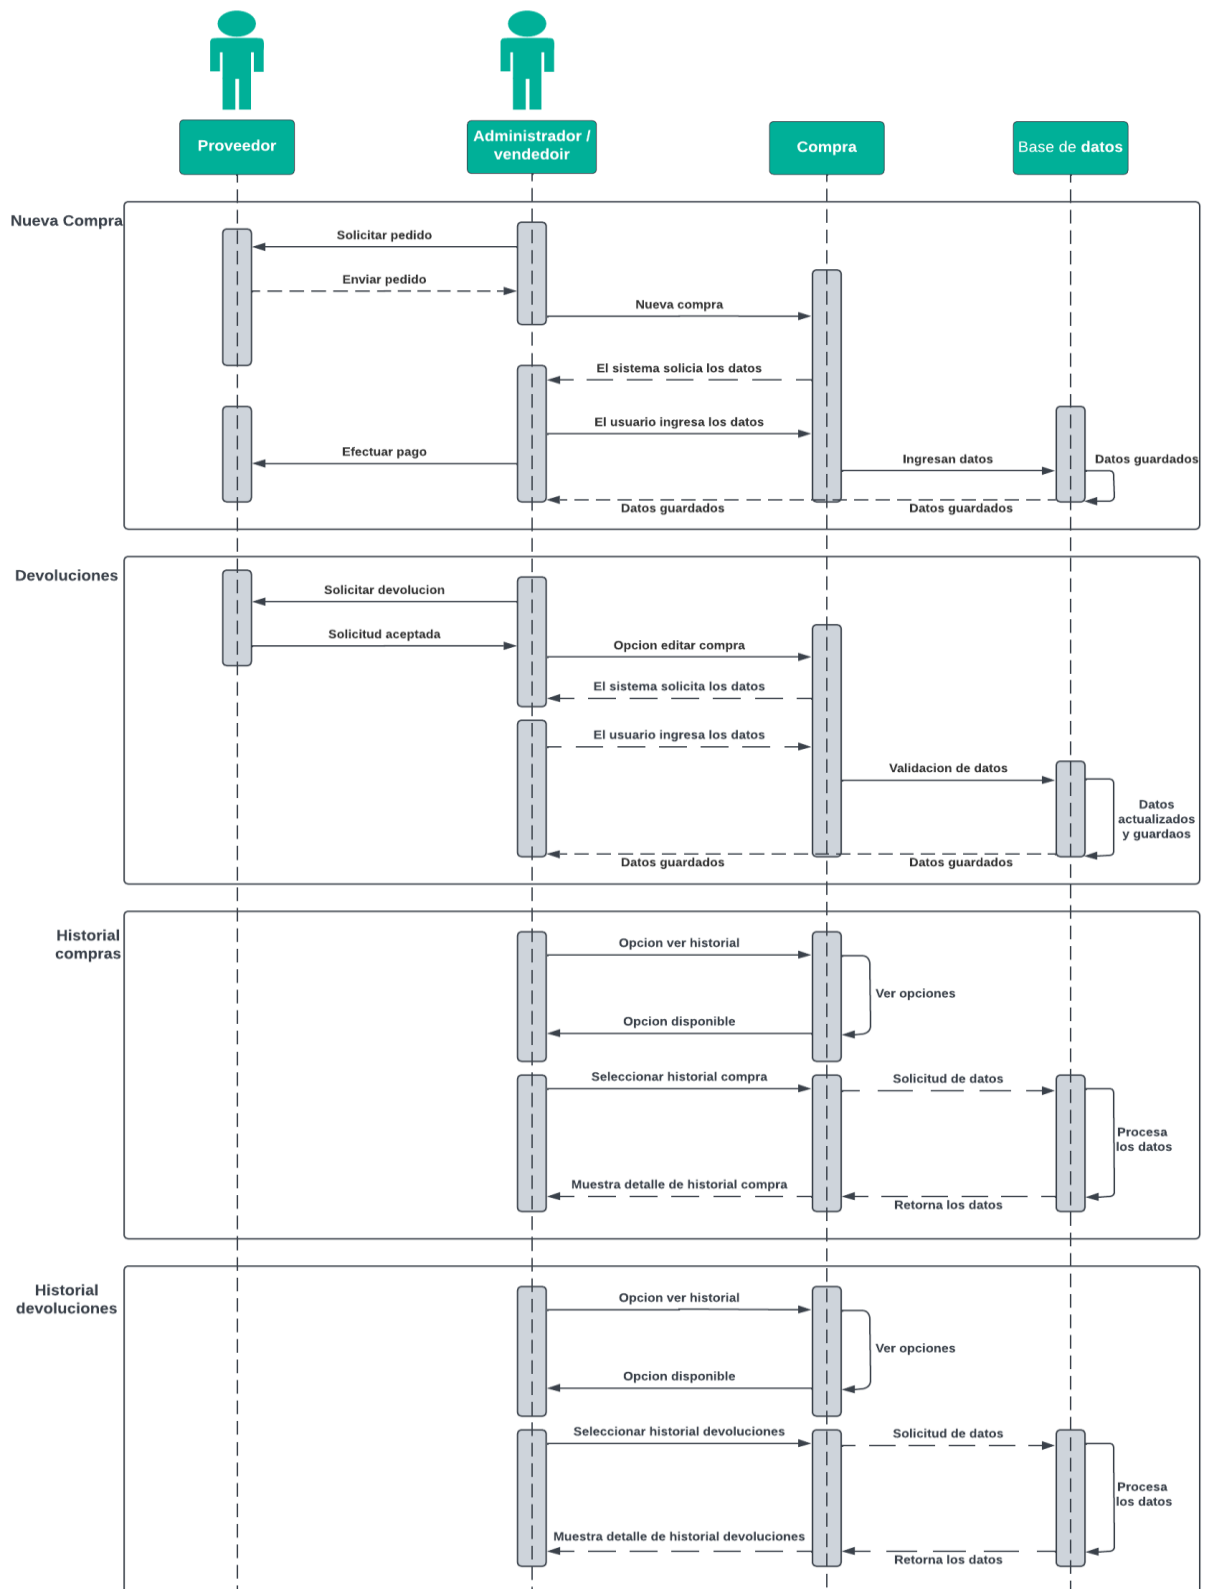 Proveedor
Administrador /
vendedoir
Compra
Base de datos
Nueva Compra
Solicitar pedido
Enviar pedido
Nueva compra
El sistema solicia los datos
El usuario ingresa los datos
Efectuar pago
Ingresan datos
Datos guardados
Datos guardados
Datos guardados
Devoluciones
Solicitar devolucion
Solicitud aceptada
Opcion editar compra
El sistema solicita los datos
El usuario ingresa los datos
Validacion de datos
Datos
actualizados
y guardaos
Datos guardados
Datos guardados
Historial
compras
Opcion ver historial
Ver opciones
Opcion disponible
Seleccionar historial compra
Solicitud de datos
Procesa
los datos
Muestra detalle de historial compra
Retorna los datos
Historial
devoluciones
Opcion ver historial
Ver opciones
Opcion disponible
Seleccionar historial devoluciones
Solicitud de datos
Procesa
los datos
Muestra detalle de historial devoluciones
Retorna los datos